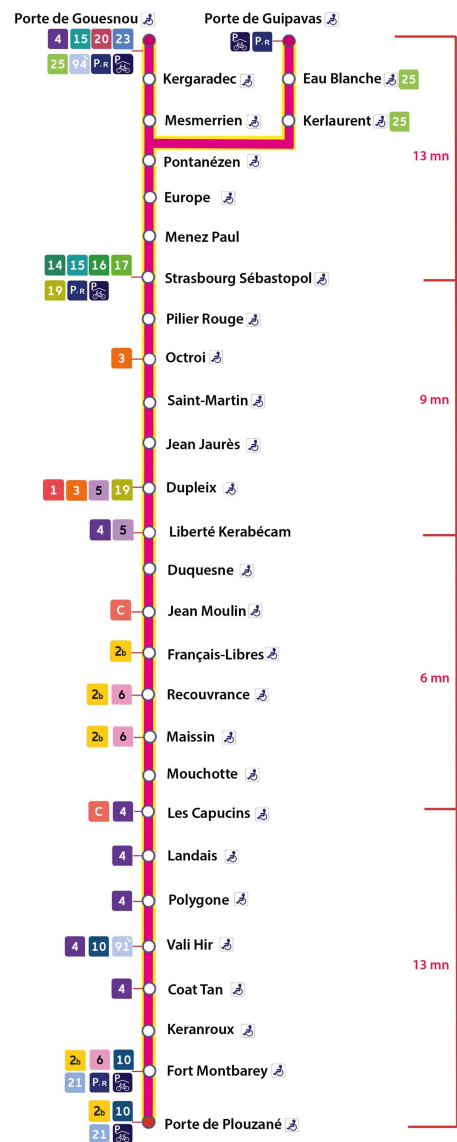 Porte de Gouesnou Porte de Guipavas
4 15 20 23 P P+R
25 94 P+R P
Kergaradec Eau Blanche 25
Mesmerien Kerlaurent 25
Pontanézen
13 mn
Europe
Menez Paul
14 15 16 17
Strasbourg Sébastopol
19 P+R P
Pilier Rouge
3 Octroi
Saint-Martin
9 mn
Jean Jaurès
1 3 5 19 Dupleix
4 5 Liberté Kerabécam
Duquesne
C Jean Moulin
2b Français-Libres
6 mn
2b 6 Recouvrance
2b 6 Maissin
Mouchotte
C 4 Les Capucins
4 Landais
4 Polygone
4 10 91 Vali Hir
13 mn
4 Coat Tan
Keranroux
2b 6 10
Fort Montbarey
21 P+R P
2b 10
Porte de Plouzané
21 P